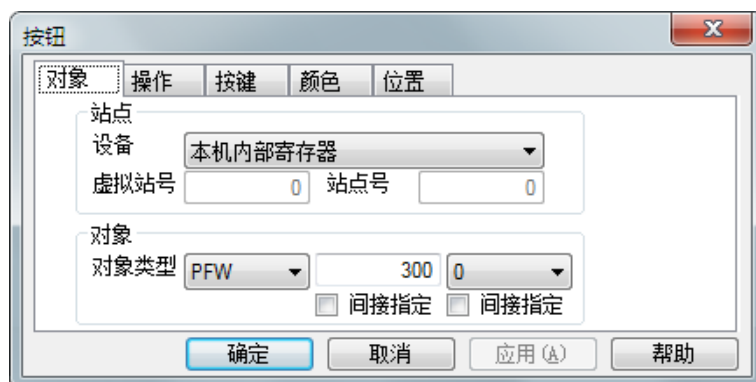 按钮
对象 操作 按键 颜色 位置
站点
设备 本机内部寄存器
虚拟站号 0 站点号 0
对象
对象类型 PFW 300 0
间接指定 间接指定
确定 取消 应用(A) 帮助